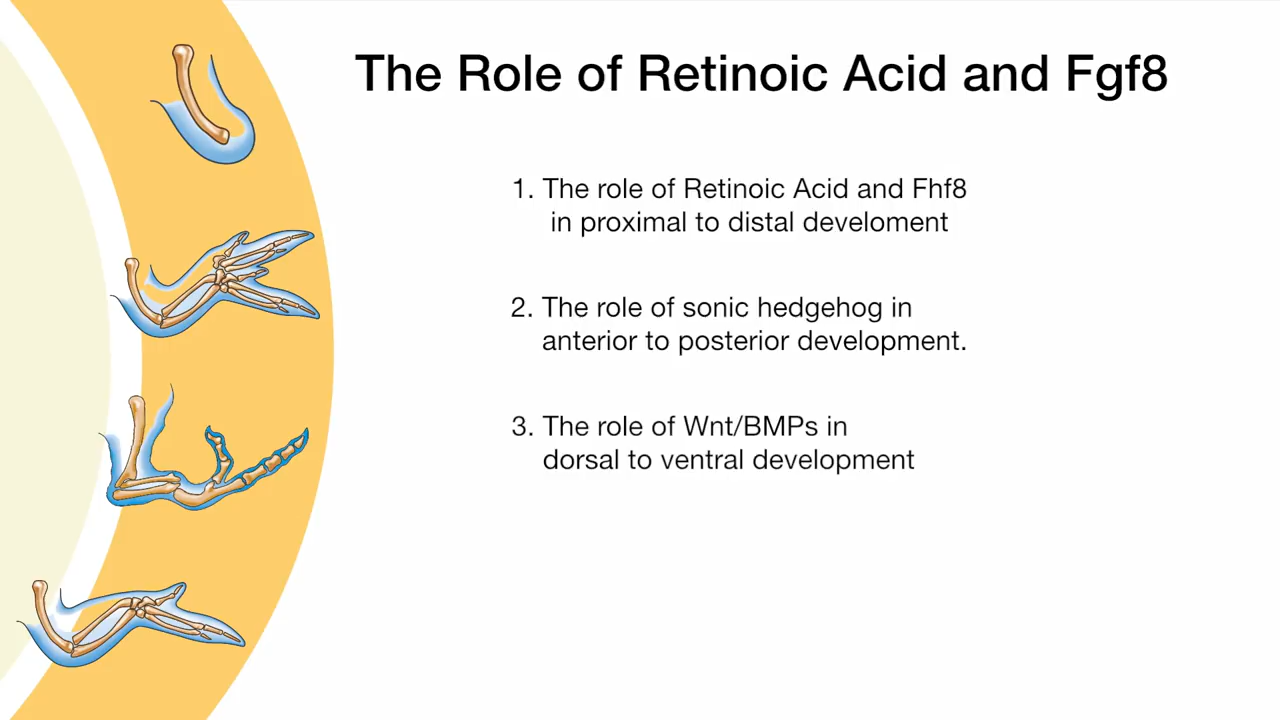 The Role of Retinoic Acid and Fgf8
1. The role of Retinoic Acid and Fhf8
in proximal to distal develoment
2. The role of sonic hedgehog in
anterior to posterior development.
3. The role of Wnt/BMPs in
dorsal to ventral development